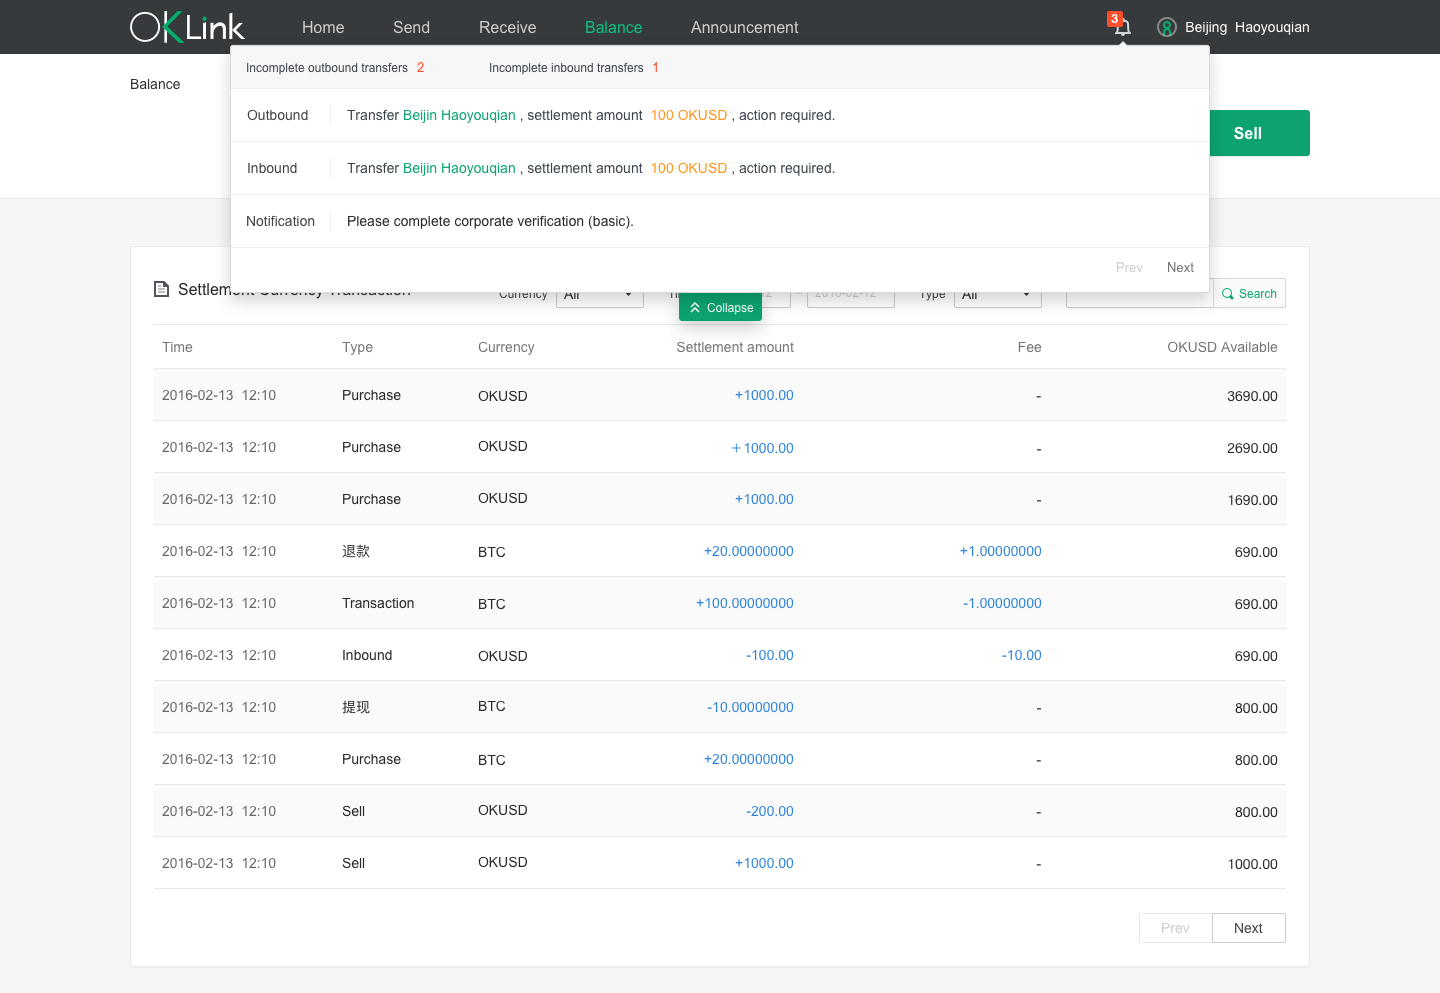 OKLink Home Send Receive Balance Announcement 3 Beijing Haoyouqian
Incomplete outbound transfers 2 Incomplete inbound transfers 1
Balance
Outbound Transfer Beijin Haoyouqian , settlement amount 100 OKUSD , action required.
Sell
Inbound Transfer Beijin Haoyouqian , settlement amount 100 OKUSD , action required.
Notification Please complete corporate verification (basic).
Prev Next
Settlement Currency Transaction Currency All 2016-02-12 Type All Search
Collapse
Time Type Currency Settlement amount Fee OKUSD Available
2016-02-13 12:10 Purchase OKUSD +1000.00 - 3690.00
2016-02-13 12:10 Purchase OKUSD +1000.00 - 2690.00
2016-02-13 12:10 Purchase OKUSD +1000.00 - 1690.00
2016-02-13 12:10 退款 BTC +20.00000000 +1.00000000 690.00
2016-02-13 12:10 Transaction BTC +100.00000000 -1.00000000 690.00
2016-02-13 12:10 Inbound OKUSD -100.00 -10.00 690.00
2016-02-13 12:10 提现 BTC -10.00000000 - 800.00
2016-02-13 12:10 Purchase BTC +20.00000000 - 800.00
2016-02-13 12:10 Sell OKUSD -200.00 - 800.00
2016-02-13 12:10 Sell OKUSD +1000.00 - 1000.00
Prev Next